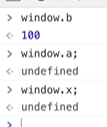 > window.b
< 100
> window.a;
< undefined
> window.x;
< undefined
>